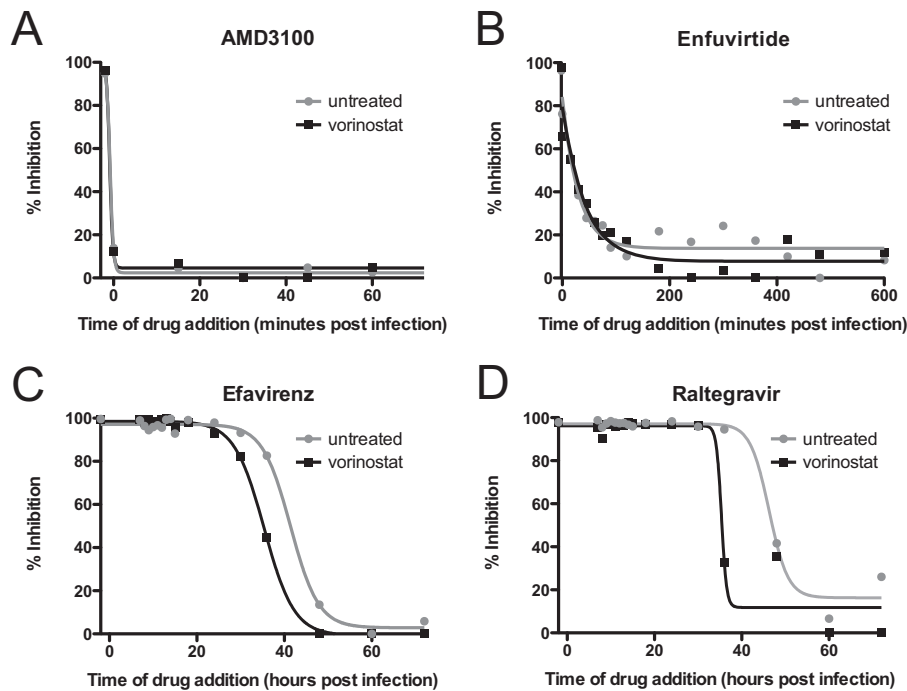 A
AMD3100
% Inhibition
100
80
60
40
20
0
0
20
40
60
untreated
vorinostat
Time of drug addition (minutes post infection)
B
Enfuvirtide
% Inhibition
100
80
60
40
20
0
0
200
400
600
untreated
vorinostat
Time of drug addition (minutes post infection)
C
Efavirenz
% Inhibition
100
80
60
40
20
0
0
20
40
60
untreated
vorinostat
Time of drug addition (hours post infection)
D
Raltegravir
% Inhibition
100
80
60
40
20
0
0
20
40
60
untreated
vorinostat
Time of drug addition (hours post infection)